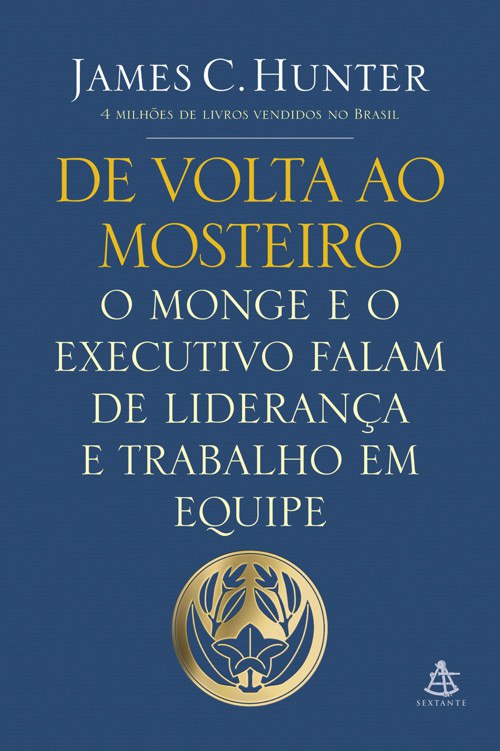 James C. Hunter
4 milhões de livros vendidos no Brasil
De volta ao
mosteiro
O monge e o
executivo falam
de liderança
e trabalho em
equipe
SEXTANTE